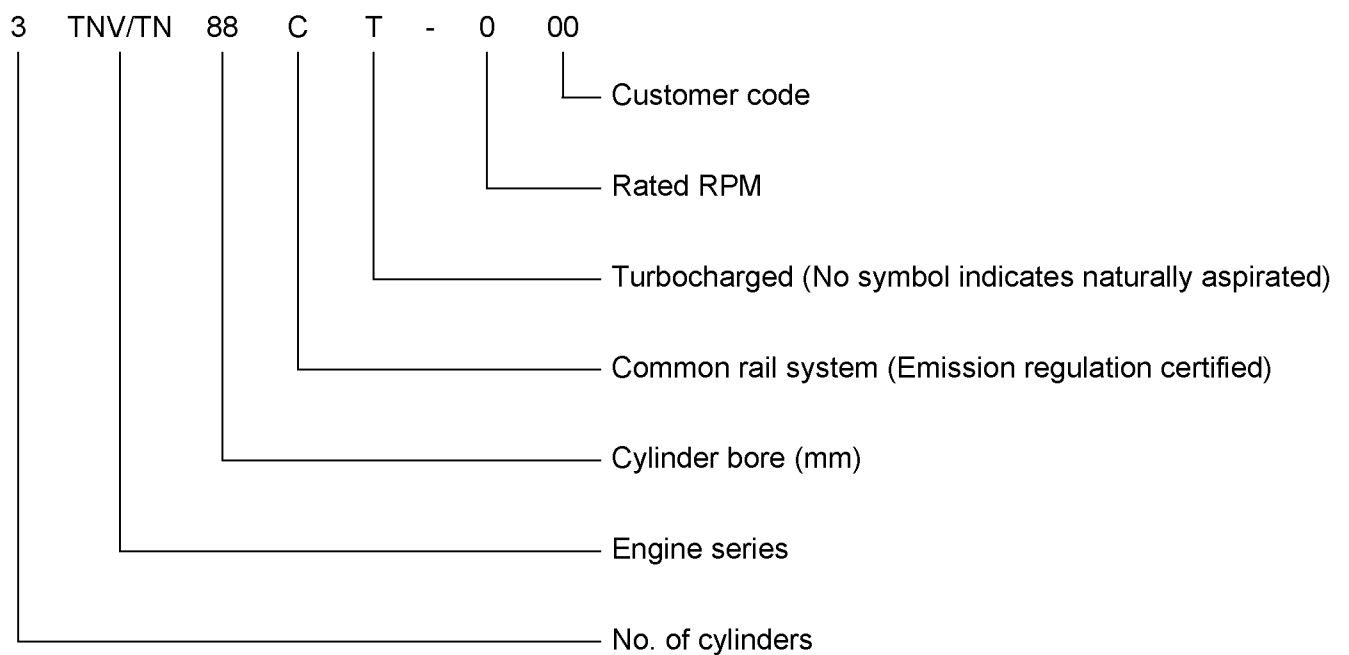 3 TNV/TN 88 C T - 0 00
Customer code
Rated RPM
Turbocharged (No symbol indicates naturally aspirated)
Common rail system (Emission regulation certified)
Cylinder bore (mm)
Engine series
No. of cylinders